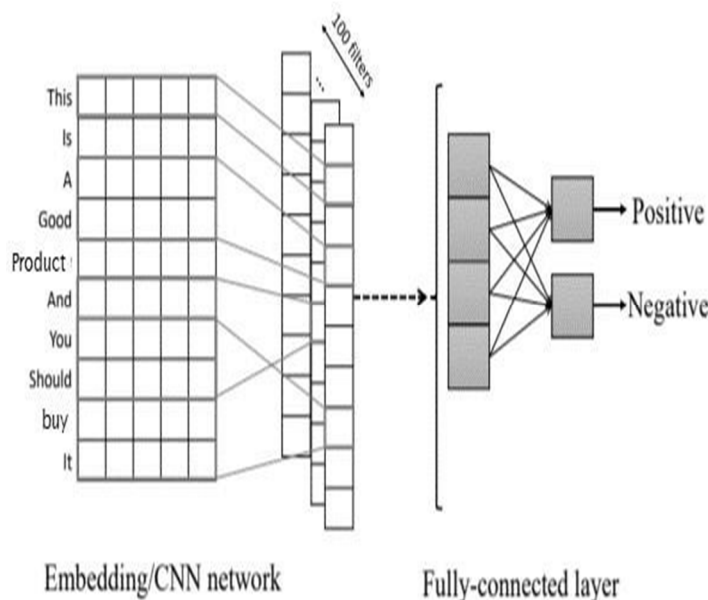 100 filters
...
This
Is
A
Good
Product
And
You
Should
buy
It
Positive
Negative
Embedding/CNN network
Fully-connected layer